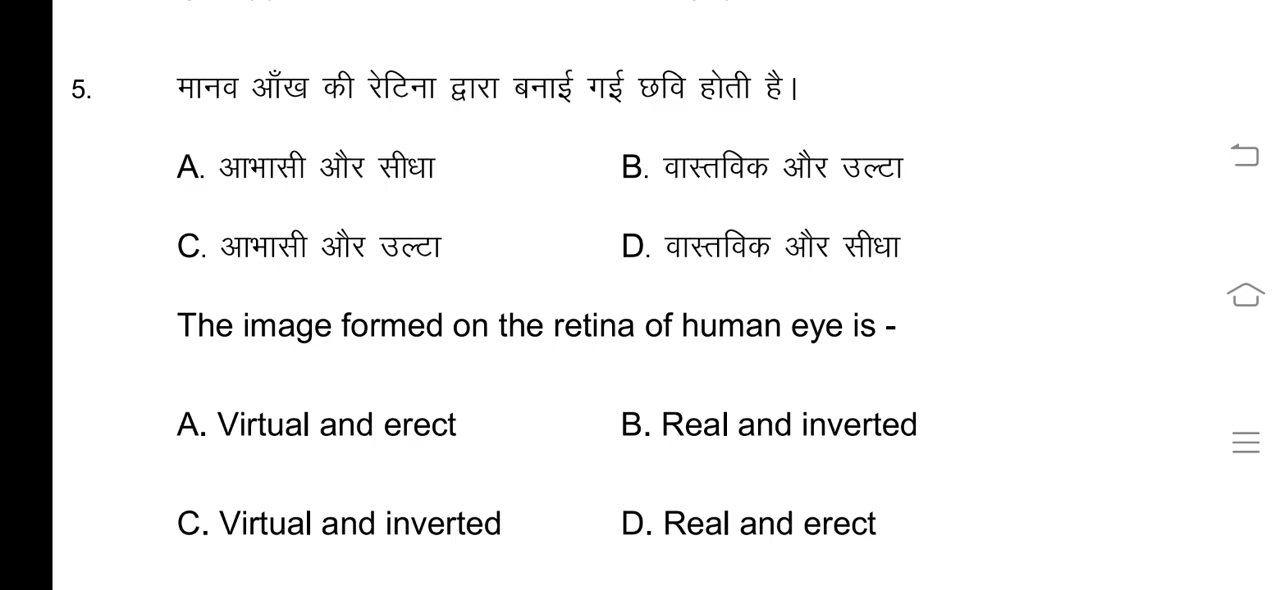 5. मानव आँख की रेटिना द्वारा बनाई गई छवि होती है।
A. आभासी और सीधा B. वास्तविक और उल्टा
C. आभासी और उल्टा D. वास्तविक और सीधा
The image formed on the retina of human eye is -
A. Virtual and erect B. Real and inverted
C. Virtual and inverted D. Real and erect